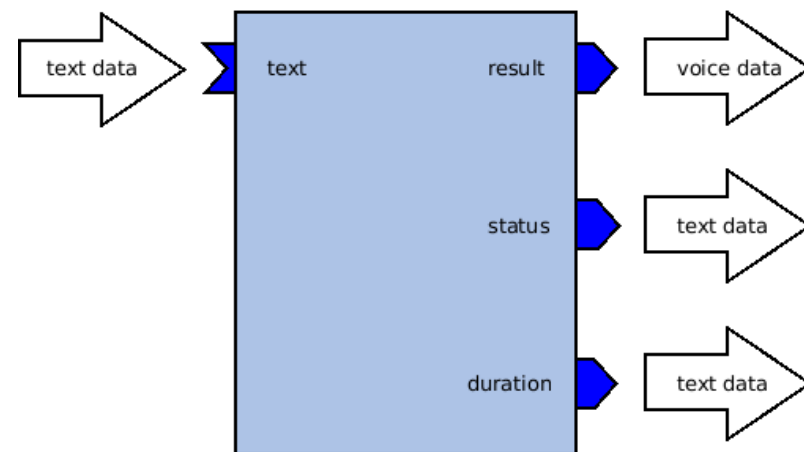 text data
text
result
voice data
status
text data
duration
text data